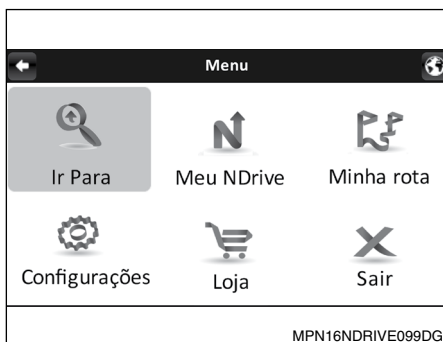 Menu
Ir Para
Meu NDrive
Minha rota
Configurações
Loja
Sair
MPN16NDRIVE099DG